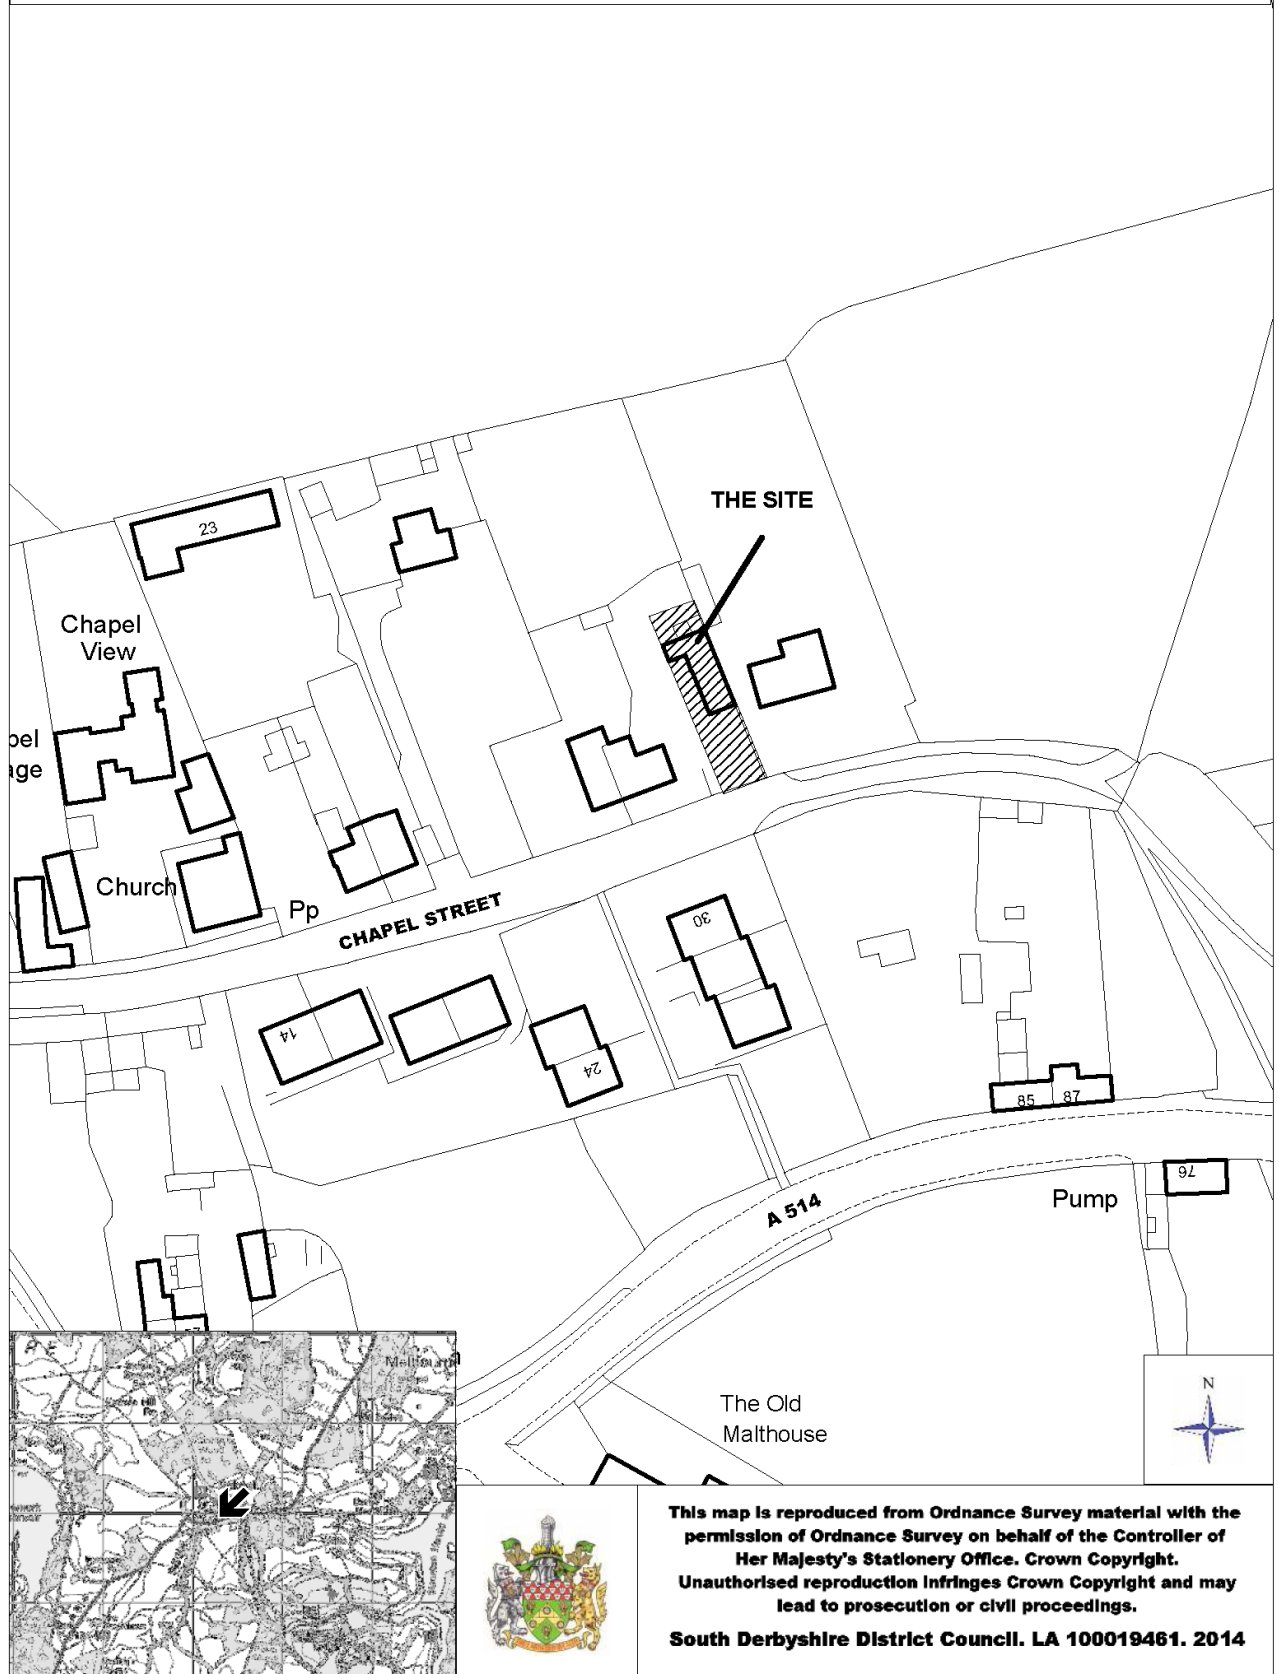 THE SITE
23
Chapel
View
pel
age
Church
Pp
CHAPEL STREET
30
14
24
85
87
A 514
Pump
76
The Old
Malthouse
Melbourn
N
This map is reproduced from Ordnance Survey material with the
permission of Ordnance Survey on behalf of the Controller of
Her Majesty's Stationery Office. Crown Copyright.
Unauthorised reproduction infringes Crown Copyright and may
lead to prosecution or civil proceedings.
South Derbyshire District Council. LA 100019461. 2014